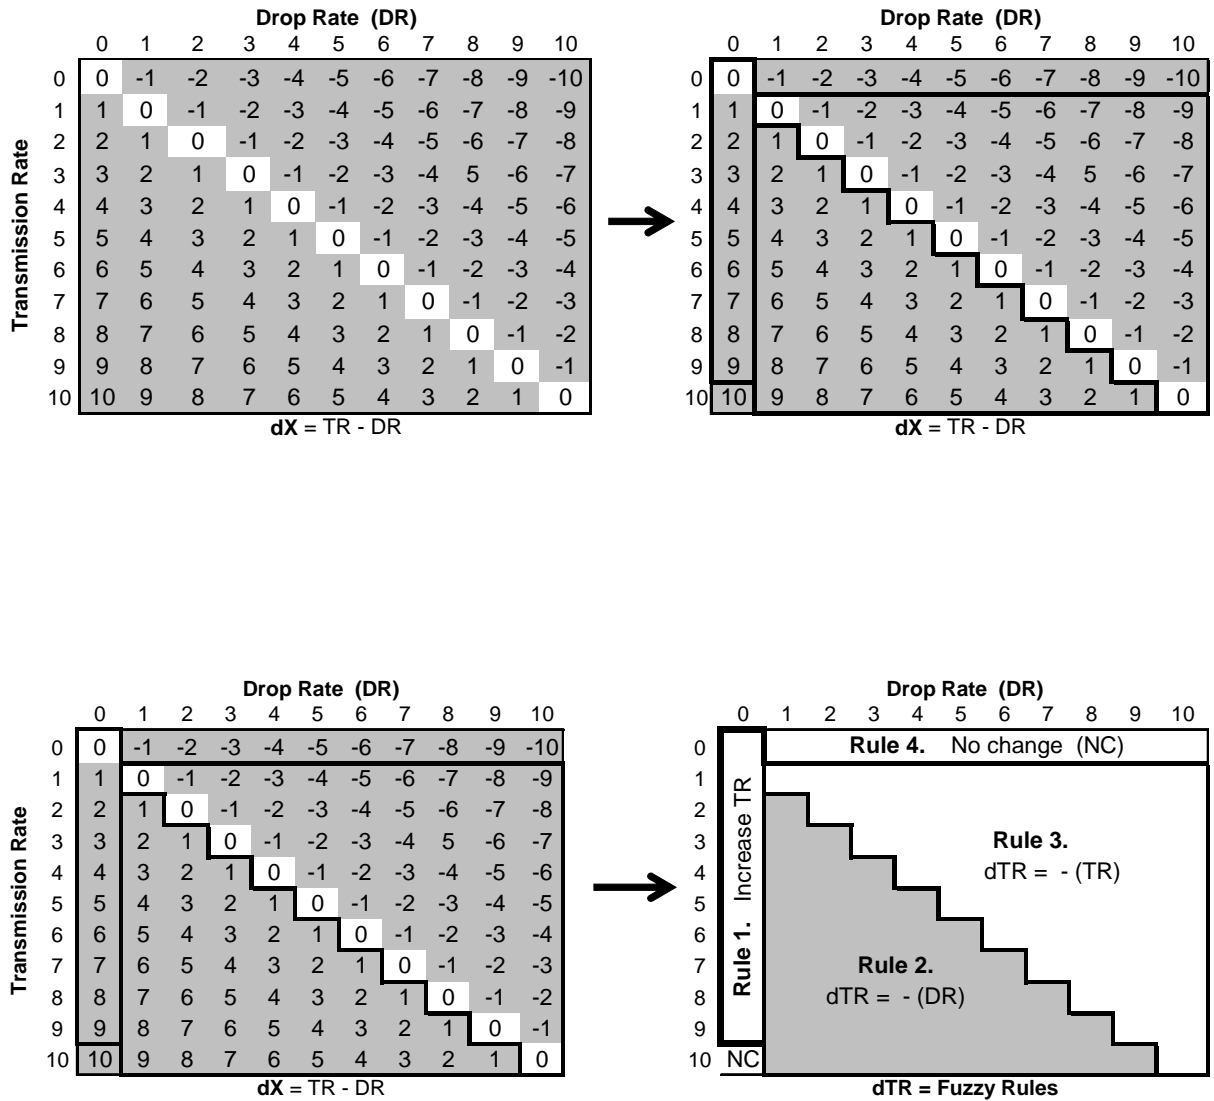 Drop Rate (DR)
0 1 2 3 4 5 6 7 8 9 10
Transmission Rate
0 0 -1 -2 -3 -4 -5 -6 -7 -8 -9 -10
1 1 0 -1 -2 -3 -4 -5 -6 -7 -8 -9
2 2 1 0 -1 -2 -3 -4 -5 -6 -7 -8
3 3 2 1 0 -1 -2 -3 -4 5 -6 -7
4 4 3 2 1 0 -1 -2 -3 -4 -5 -6
5 5 4 3 2 1 0 -1 -2 -3 -4 -5
6 6 5 4 3 2 1 0 -1 -2 -3 -4
7 7 6 5 4 3 2 1 0 -1 -2 -3
8 8 7 6 5 4 3 2 1 0 -1 -2
9 9 8 7 6 5 4 3 2 1 0 -1
10 10 9 8 7 6 5 4 3 2 1 0
dX = TR - DR
Drop Rate (DR)
0 1 2 3 4 5 6 7 8 9 10
0 0 -1 -2 -3 -4 -5 -6 -7 -8 -9 -10
1 1 0 -1 -2 -3 -4 -5 -6 -7 -8 -9
2 2 1 0 -1 -2 -3 -4 -5 -6 -7 -8
3 3 2 1 0 -1 -2 -3 -4 5 -6 -7
4 4 3 2 1 0 -1 -2 -3 -4 -5 -6
5 5 4 3 2 1 0 -1 -2 -3 -4 -5
6 6 5 4 3 2 1 0 -1 -2 -3 -4
7 7 6 5 4 3 2 1 0 -1 -2 -3
8 8 7 6 5 4 3 2 1 0 -1 -2
9 9 8 7 6 5 4 3 2 1 0 -1
10 10 9 8 7 6 5 4 3 2 1 0
dX = TR - DR
Drop Rate (DR)
0 1 2 3 4 5 6 7 8 9 10
Transmission Rate
0 0 -1 -2 -3 -4 -5 -6 -7 -8 -9 -10
1 1 0 -1 -2 -3 -4 -5 -6 -7 -8 -9
2 2 1 0 -1 -2 -3 -4 -5 -6 -7 -8
3 3 2 1 0 -1 -2 -3 -4 5 -6 -7
4 4 3 2 1 0 -1 -2 -3 -4 -5 -6
5 5 4 3 2 1 0 -1 -2 -3 -4 -5
6 6 5 4 3 2 1 0 -1 -2 -3 -4
7 7 6 5 4 3 2 1 0 -1 -2 -3
8 8 7 6 5 4 3 2 1 0 -1 -2
9 9 8 7 6 5 4 3 2 1 0 -1
10 10 9 8 7 6 5 4 3 2 1 0
dX = TR - DR
Drop Rate (DR)
0 1 2 3 4 5 6 7 8 9 10
0 Rule 4. No change (NC)
1
2
3
4
5
6
7
8
9
10 NC
Rule 1. Increase TR
Rule 3.
dTR = - (TR)
Rule 2.
dTR = - (DR)
dTR = Fuzzy Rules